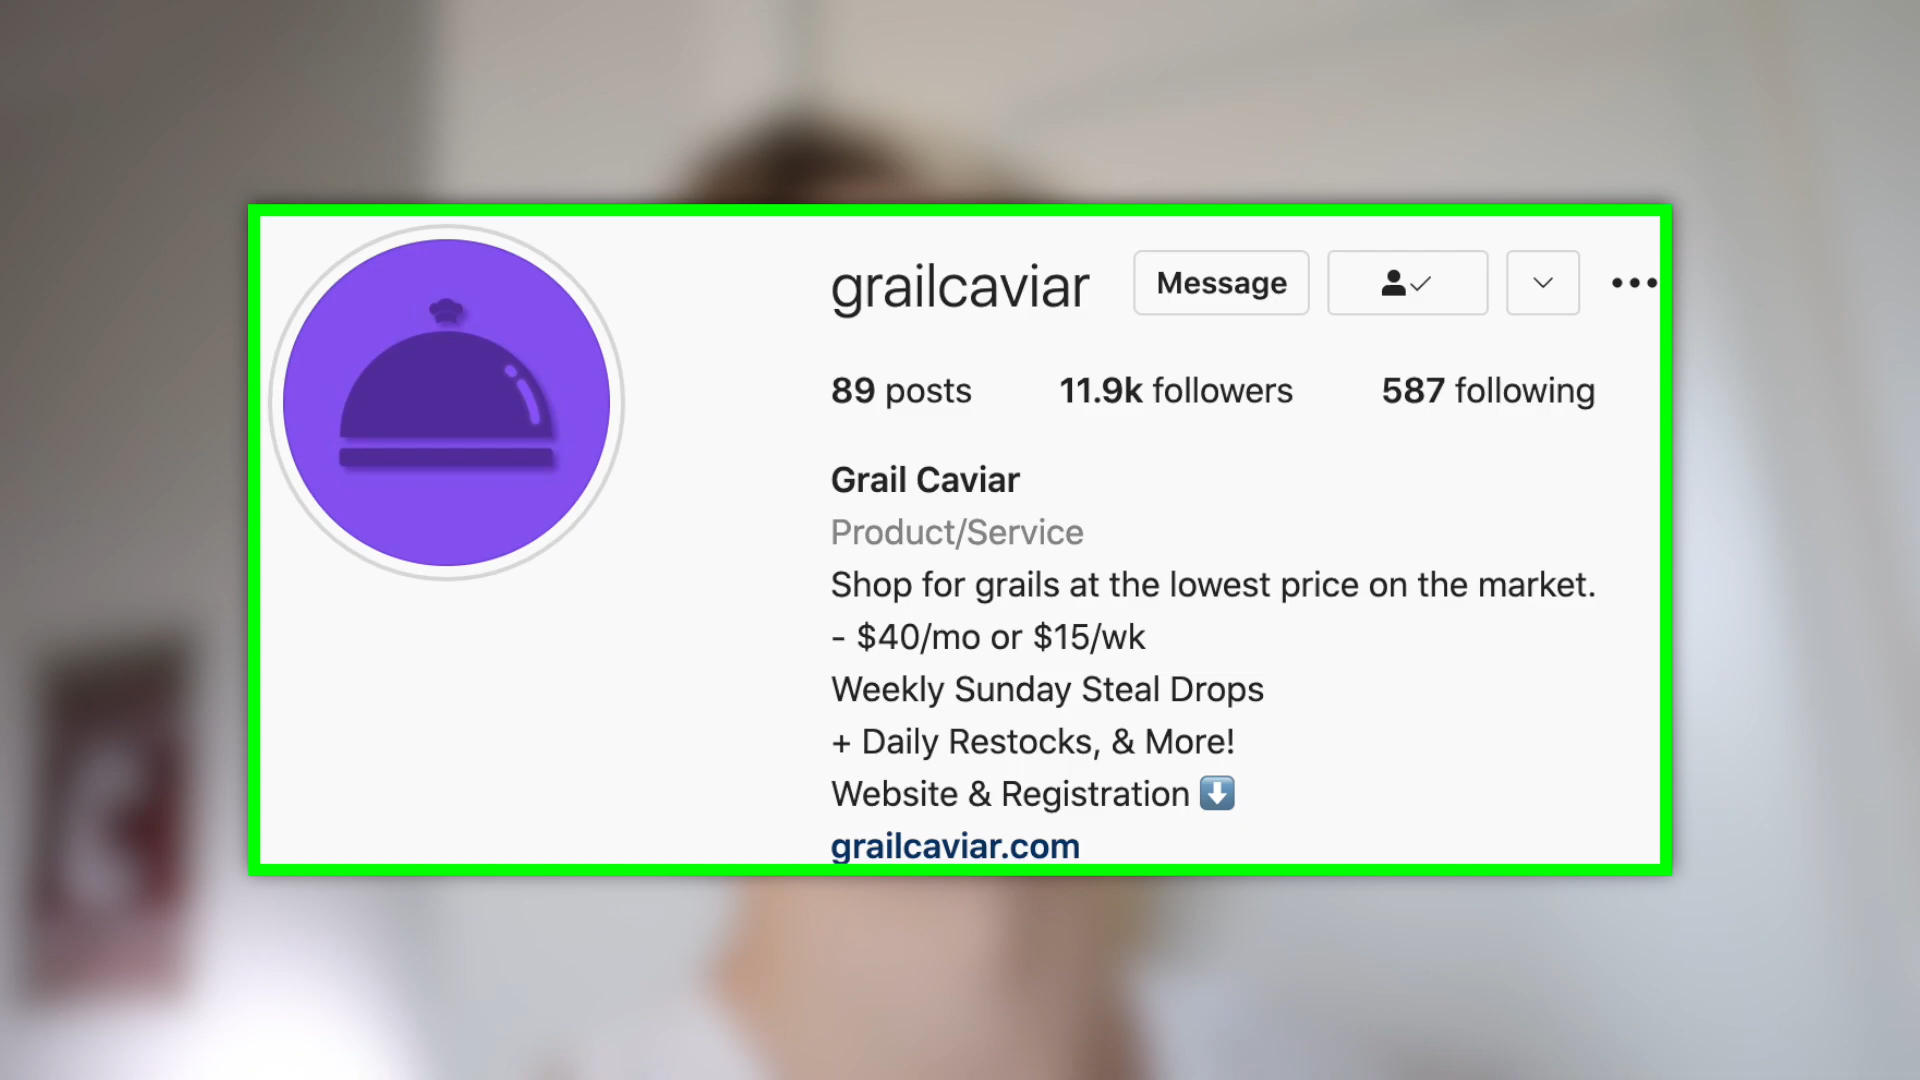 grailcaviar Message
89 posts 11.9k followers 587 following
Grail Caviar
Product/Service
Shop for grails at the lowest price on the market.
- $40/mo or $15/wk
Weekly Sunday Steal Drops
+ Daily Restocks, & More!
Website & Registration ⬇️
grailcaviar.com